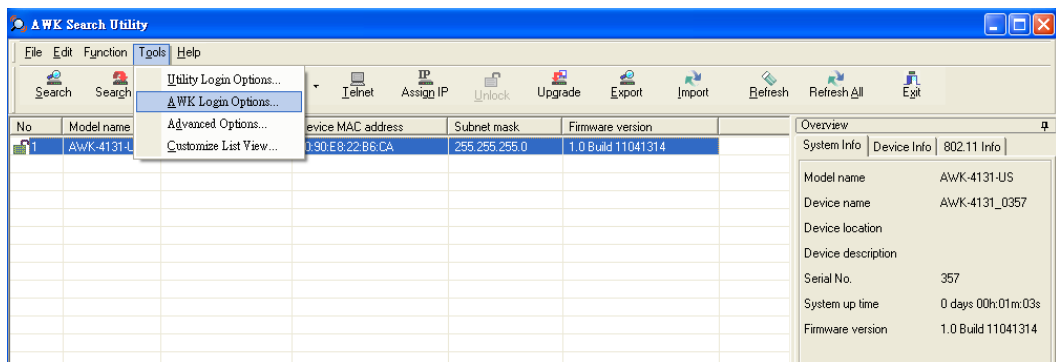 AWK Search Utility
File Edit Function Tools Help
Search Search Telnet Assign IP Unlock Upgrade Export Import Refresh Refresh All Exit
Utility Login Options...
AWK Login Options...
Advanced Options...
Customize List View...
No Model name evice MAC address Subnet mask Firmware version
1 AWK-4131-U 0:90:E8:22:B6:CA 255.255.255.0 1.0 Build 11041314
Overview
System Info Device Info 802.11 Info
Model name AWK-4131-US
Device name AWK-4131_0357
Device location
Device description
Serial No. 357
System up time 0 days 00h:01m:03s
Firmware version 1.0 Build 11041314